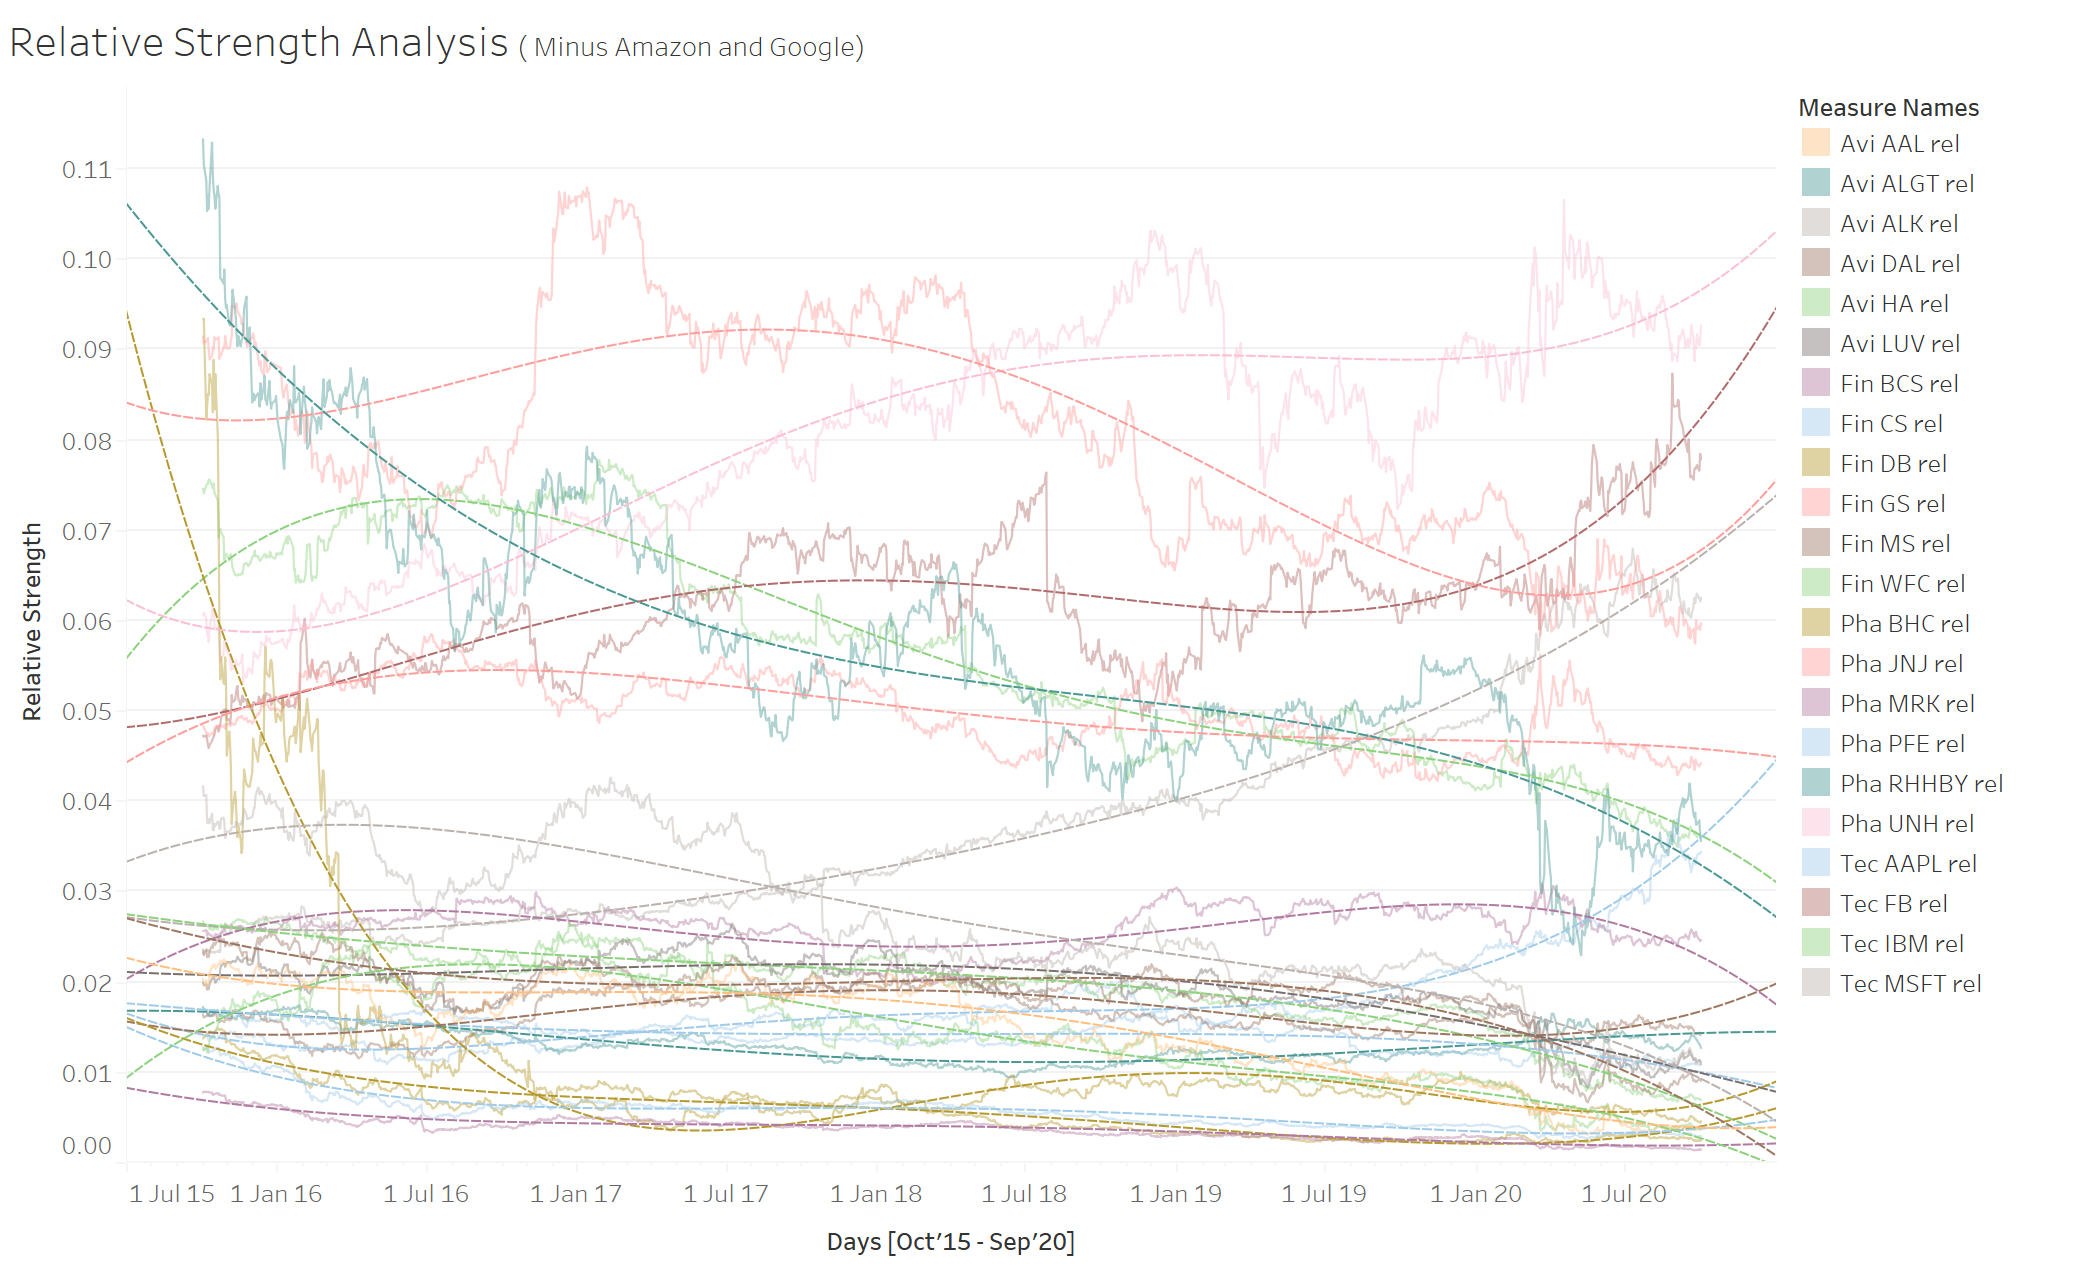 Relative Strength Analysis ( Minus Amazon and Google)
Measure Names
Avi AAL rel
Avi ALGT rel
Avi ALK rel
Avi DAL rel
Avi HA rel
Avi LUV rel
Fin BCS rel
Fin CS rel
Fin DB rel
Fin GS rel
Fin MS rel
Fin WFC rel
Pha BHC rel
Pha JNJ rel
Pha MRK rel
Pha PFE rel
Pha RHHBY rel
Pha UNH rel
Tec AAPL rel
Tec FB rel
Tec IBM rel
Tec MSFT rel
Relative Strength
0.11
0.10
0.09
0.08
0.07
0.06
0.05
0.04
0.03
0.02
0.01
0.00
1 Jul 15 1 Jan 16 1 Jul 16 1 Jan 17 1 Jul 17 1 Jan 18 1 Jul 18 1 Jan 19 1 Jul 19 1 Jan 20 1 Jul 20
Days [Oct'15 - Sep'20]